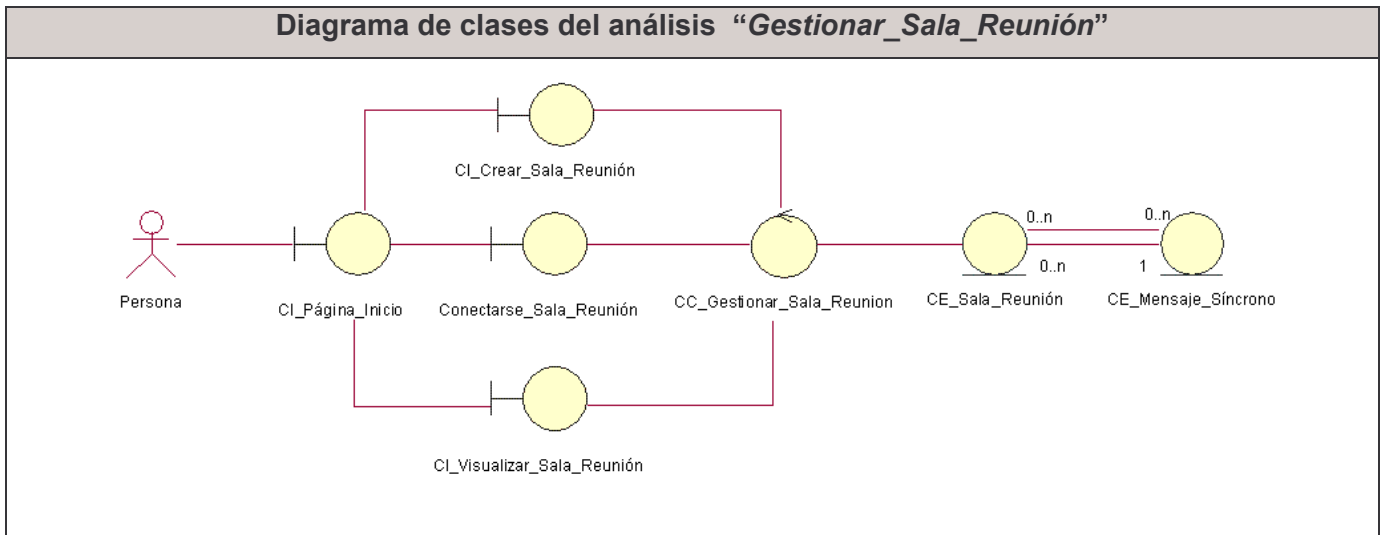 Diagrama de clases del análisis “Gestionar_Sala_Reunión”
CI_Crear_Sala_Reunión
0..n
0..n
0..n
1
Persona
CI_Página_Inicio
Conectarse_Sala_Reunión
CC_Gestionar_Sala_Reunion
CE_Sala_Reunión
CE_Mensaje_Síncrono
CI_Visualizar_Sala_Reunión